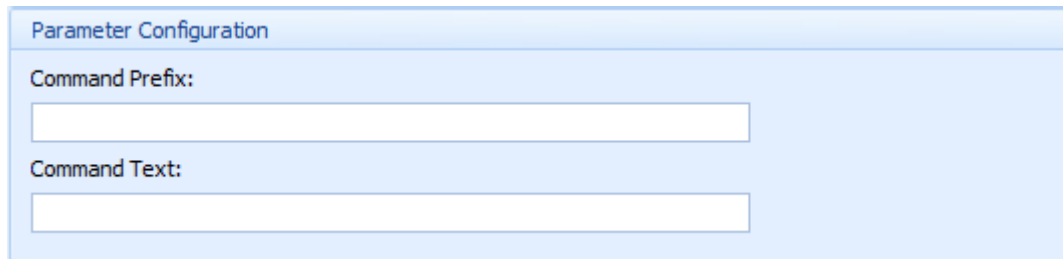 Parameter Configuration
Command Prefix:
Command Text: